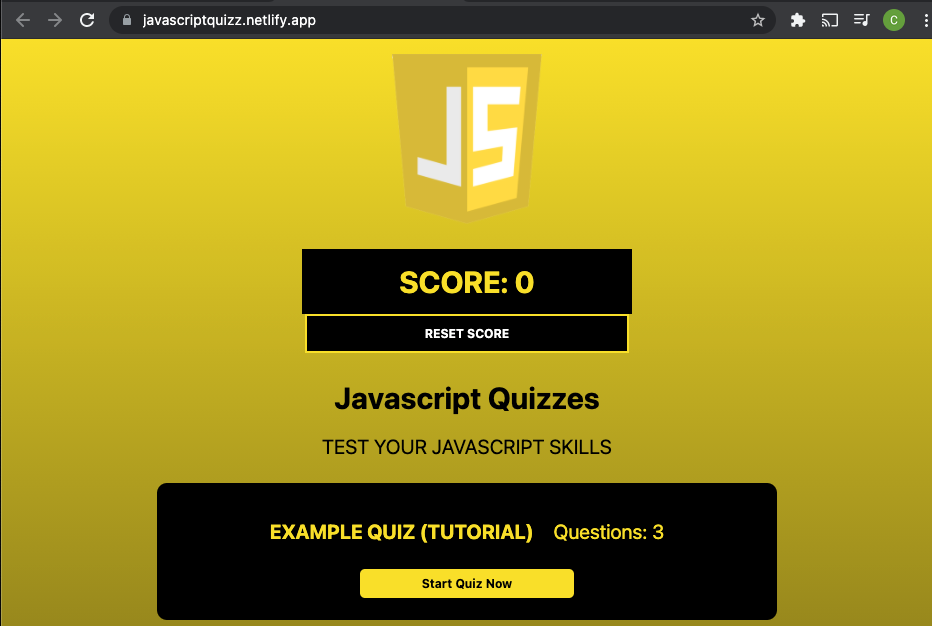 javascriptquizz.netlify.app
C
JS
SCORE: 0
RESET SCORE
Javascript Quizzes
TEST YOUR JAVASCRIPT SKILLS
EXAMPLE QUIZ (TUTORIAL) Questions: 3
Start Quiz Now